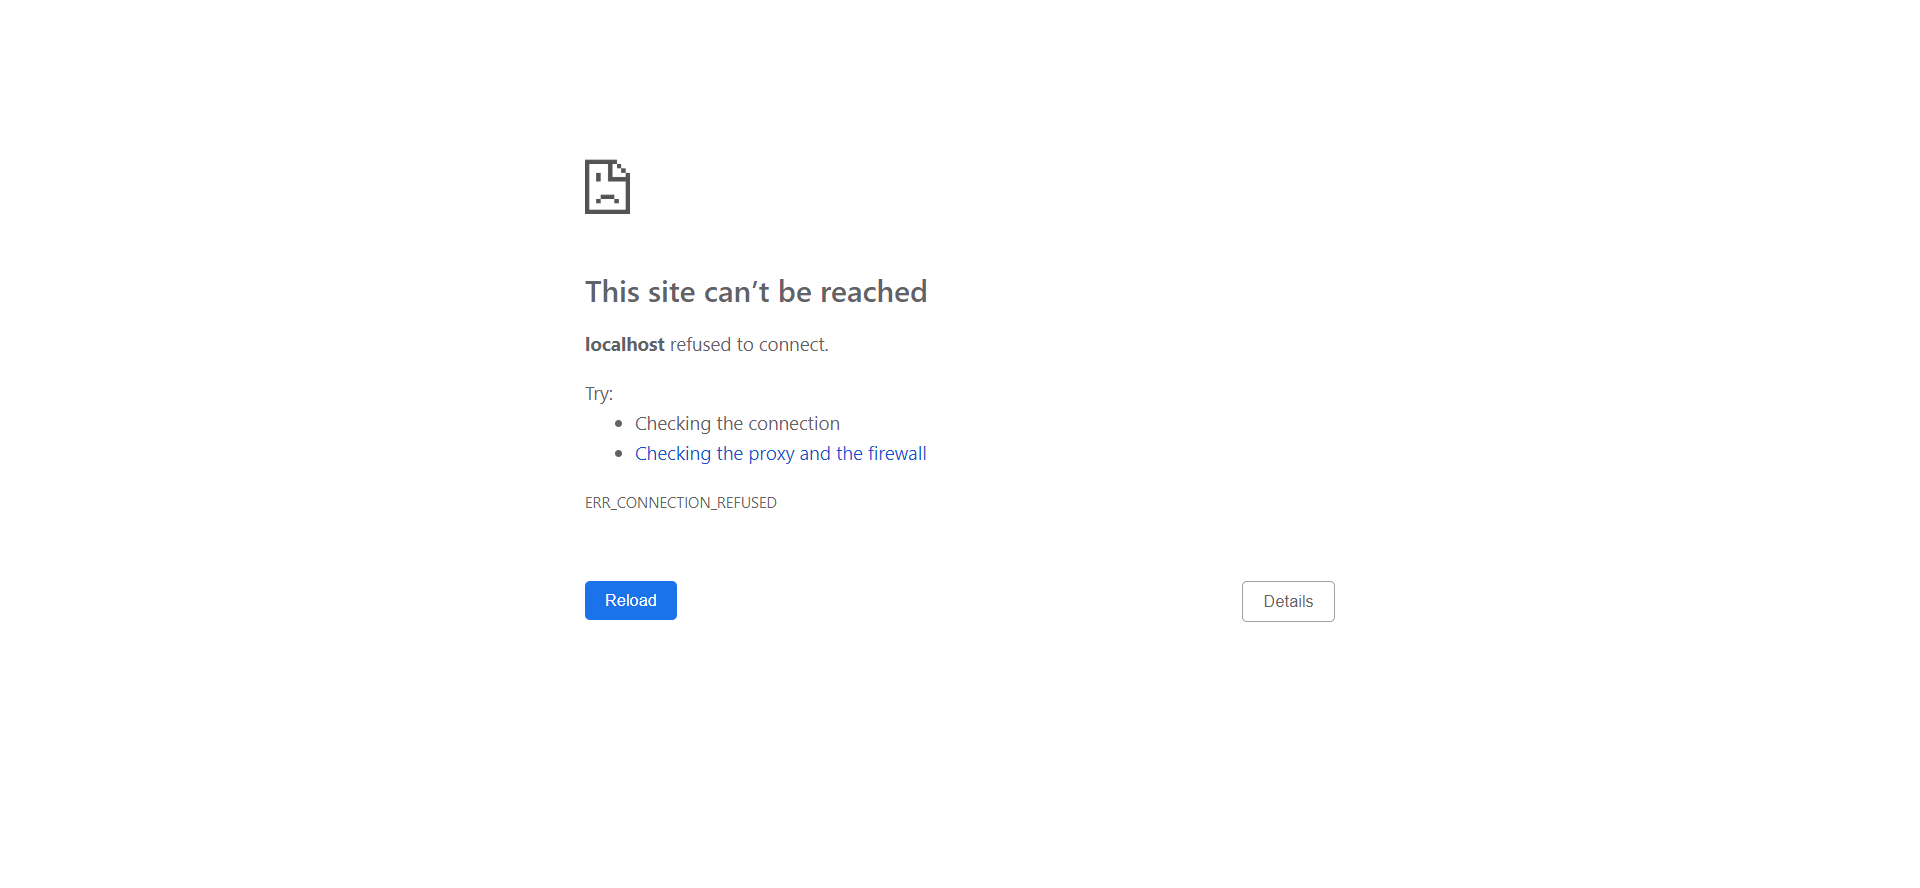 This site can’t be reached
localhost refused to connect.
Try:
Checking the connection
Checking the proxy and the firewall
ERR_CONNECTION_REFUSED
Reload
Details